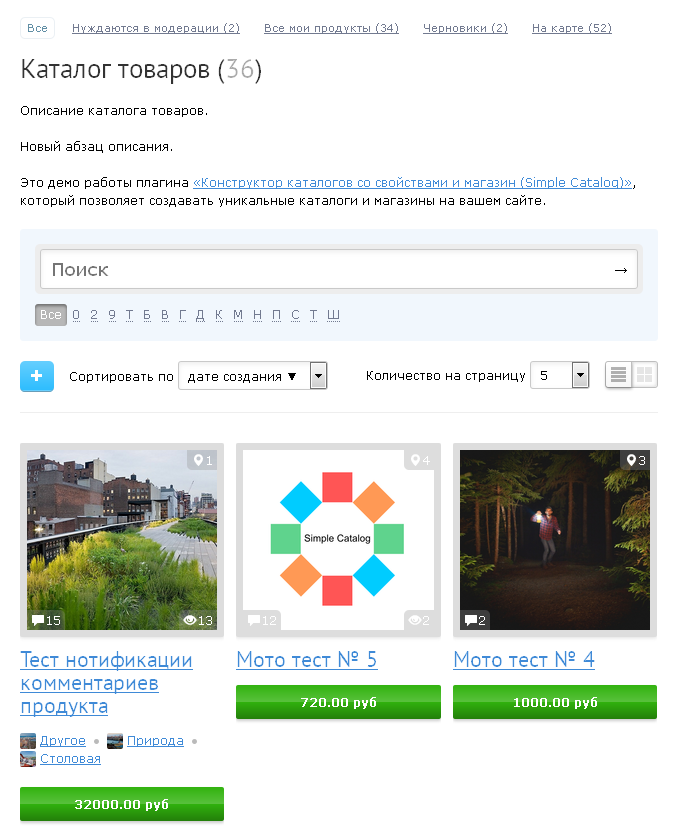 Все Нуждаются в модерации (2) Все мои продукты (34) Черновики (2) На карте (52)
Каталог товаров (36)
Описание каталога товаров.
Новый абзац описания.
Это демо работы плагина «Конструктор каталогов со свойствами и магазин (Simple Catalog)»,
который позволяет создавать уникальные каталоги и магазины на вашем сайте.
Поиск →
Все 0 2 9 T Б В Г Д К М Н П С Т Ш
+ Сортировать по дате создания ▼ Количество на страницу 5
1 4 3
Simple Catalog
15 13 12 2 2
Тест нотификации Мото тест № 5 Мото тест № 4
комментариев
продукта
720.00 руб 1000.00 руб
Другое • Природа •
Столовая
32000.00 руб